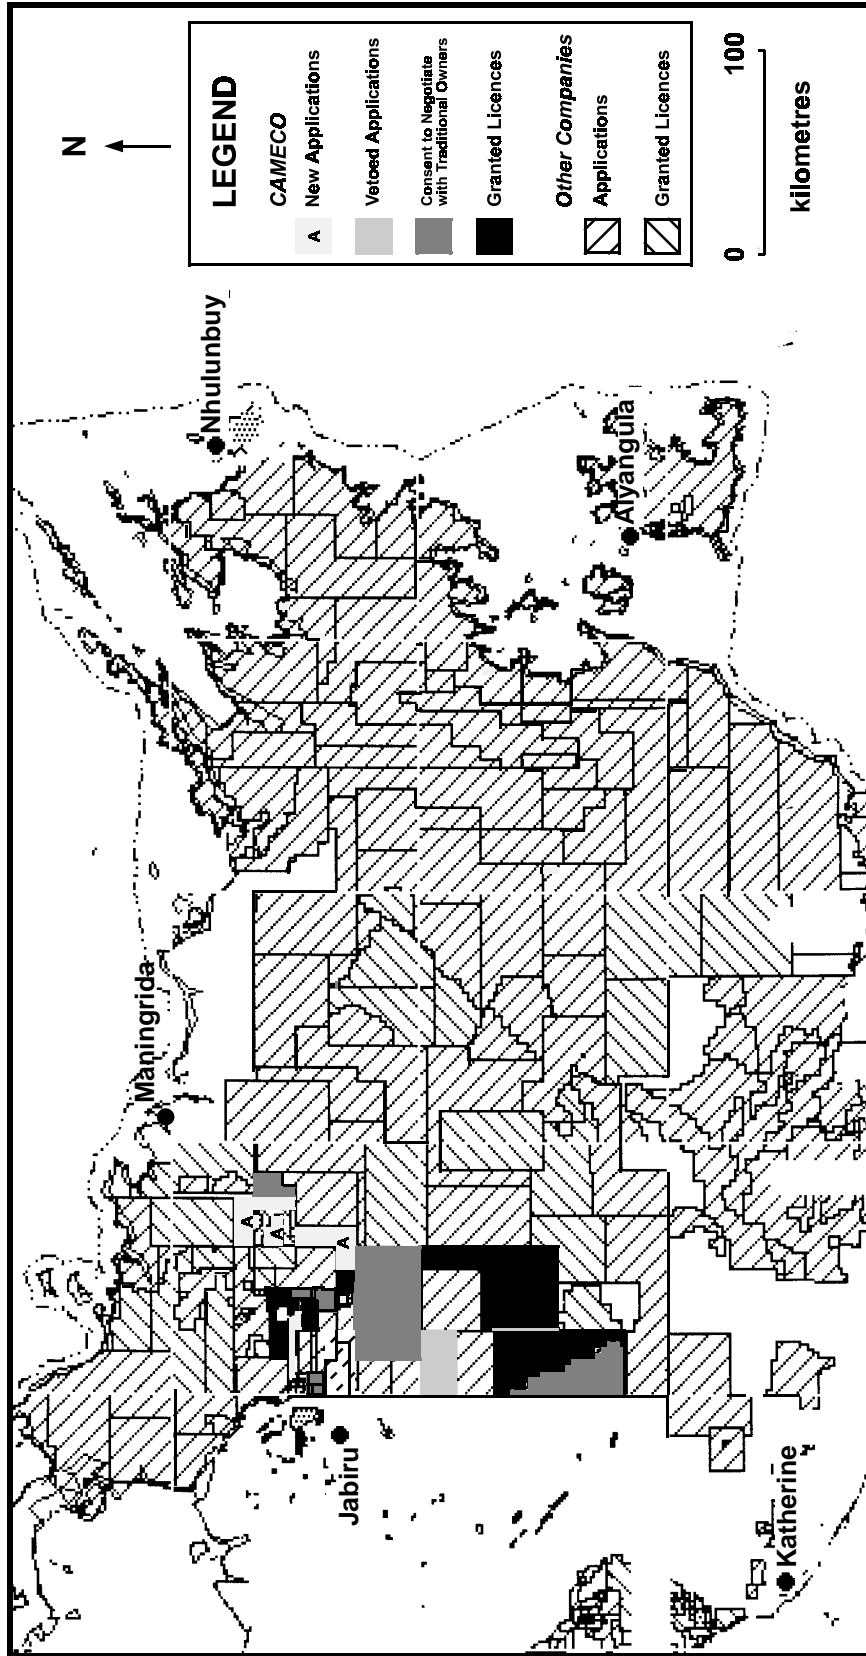 N
LEGEND
CAMECO
A New Applications
Vetoed Applications
Consent to Negotiate
with Traditional Owners
Granted Licences
Other Companies
Applications
Granted Licences
0 100
kilometres
Nhulunbuy
Alyangula
Maningrida
A
A
A
Jabiru
Katherine